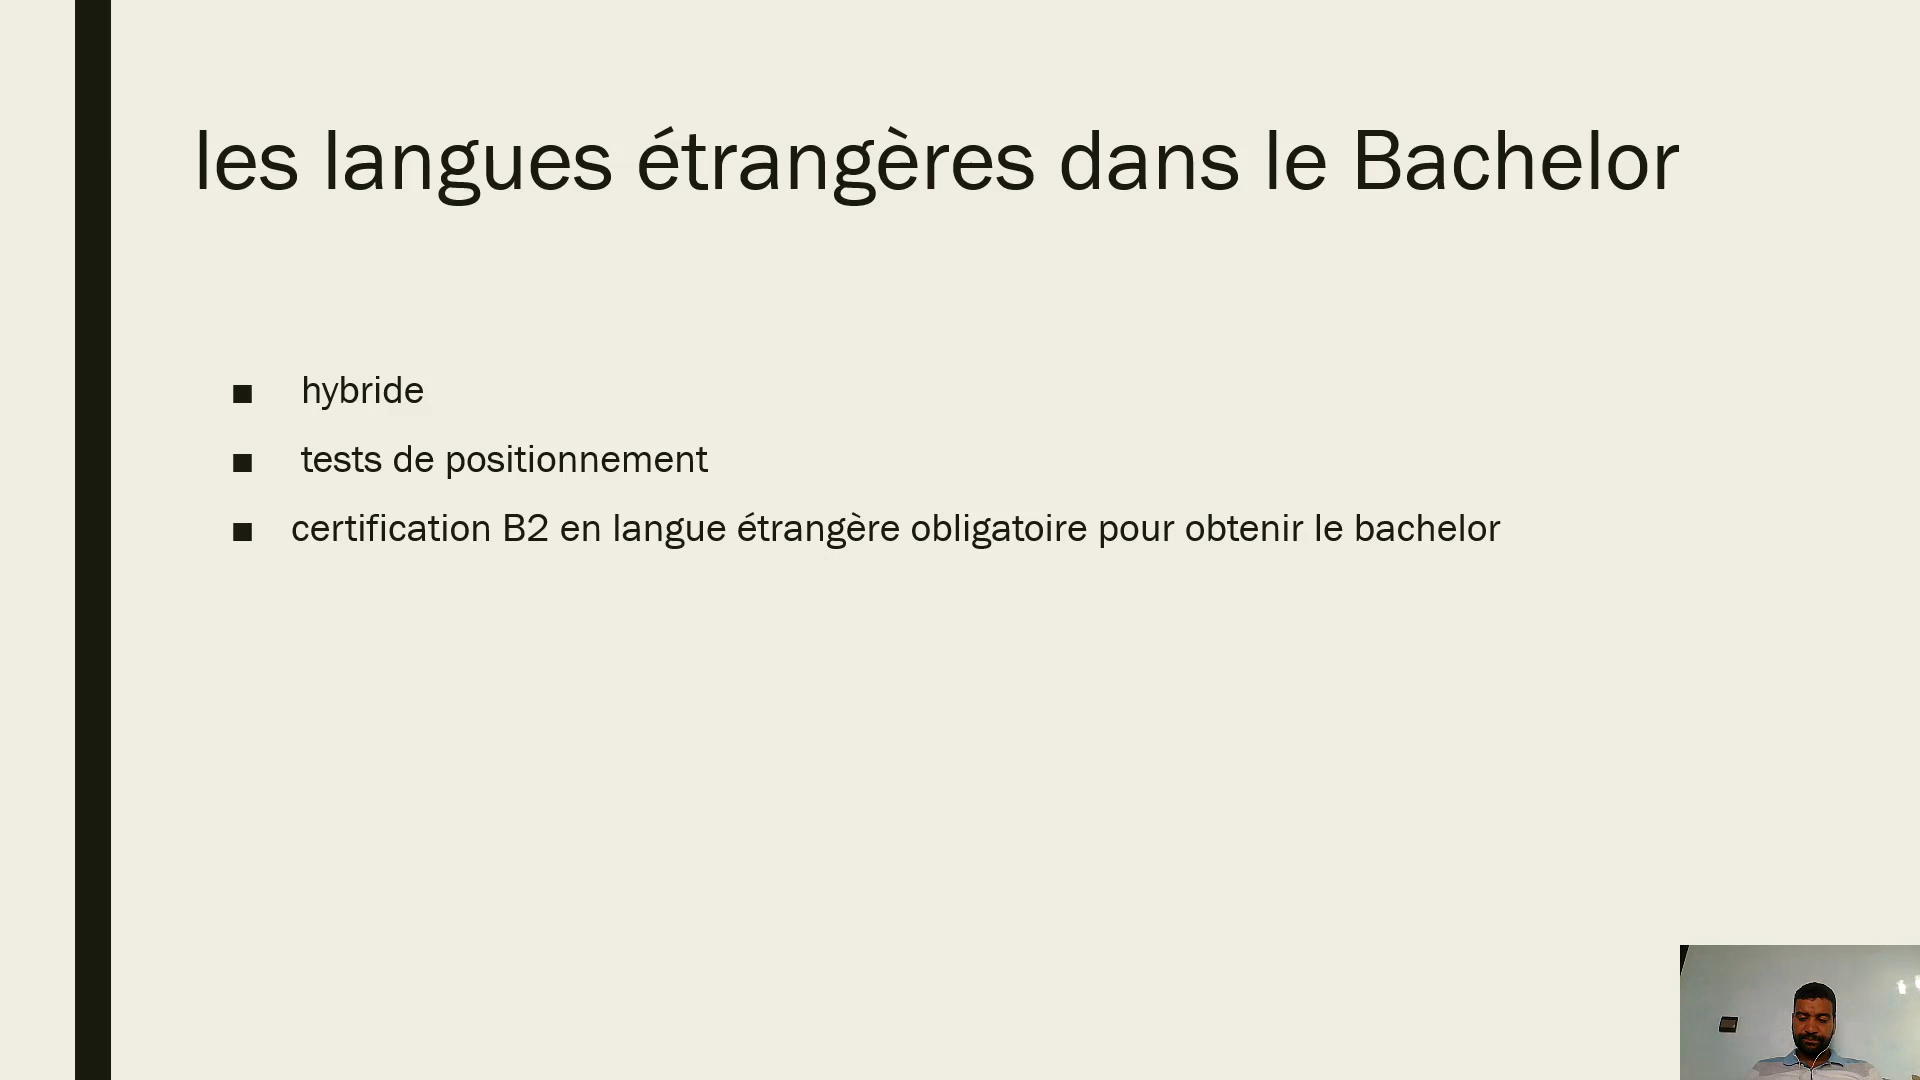 les langues étrangères dans le Bachelor
■ hybride
■ tests de positionnement
■ certification B2 en langue étrangère obligatoire pour obtenir le bachelor